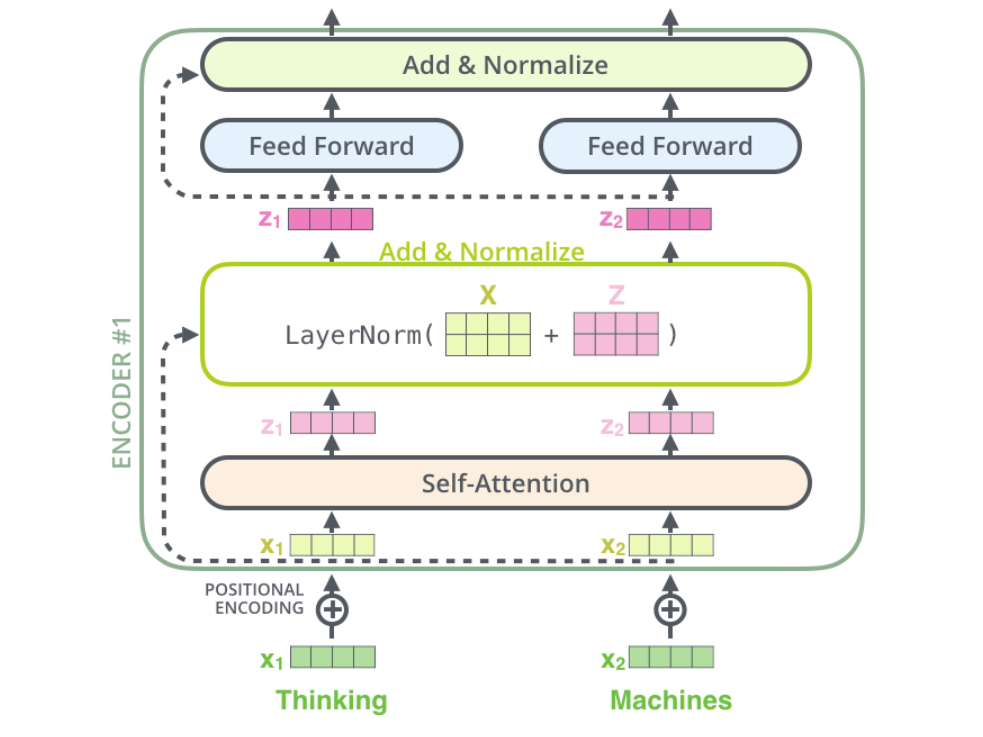 Add & Normalize
Feed Forward Feed Forward
z1 z2
Add & Normalize
X Z
LayerNorm( + )
ENCODER #1
z1 z2
Self-Attention
x1 x2
POSITIONAL
ENCODING
x1 x2
Thinking Machines